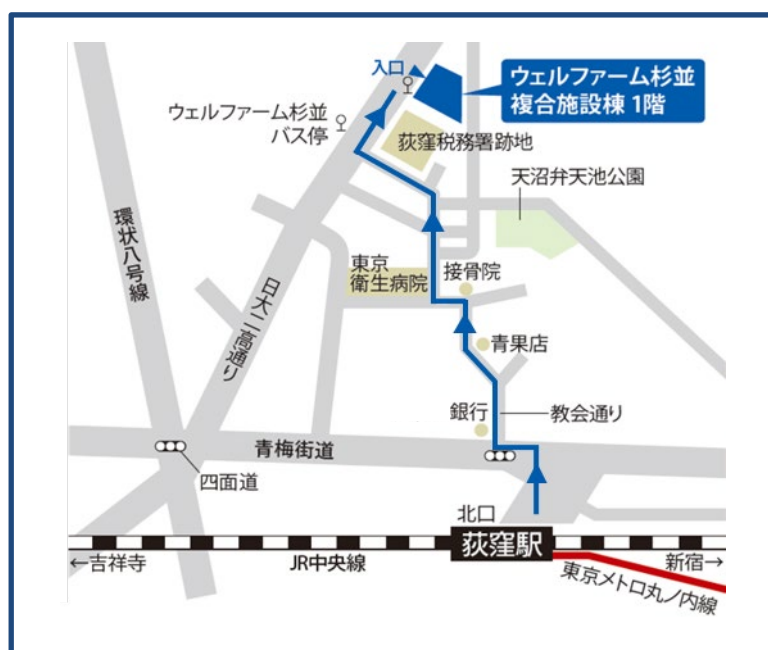 入口
ウェルファーム杉並
複合施設棟 1階
ウェルファーム杉並
バス停
荻窪税務署跡地
天沼弁天池公園
環状八号線
東京
衛生病院
接骨院
日大二高通り
青果店
銀行
教会通り
青梅街道
四面道
北口
荻窪駅
←吉祥寺
JR中央線
新宿→
東京メトロ丸ノ内線